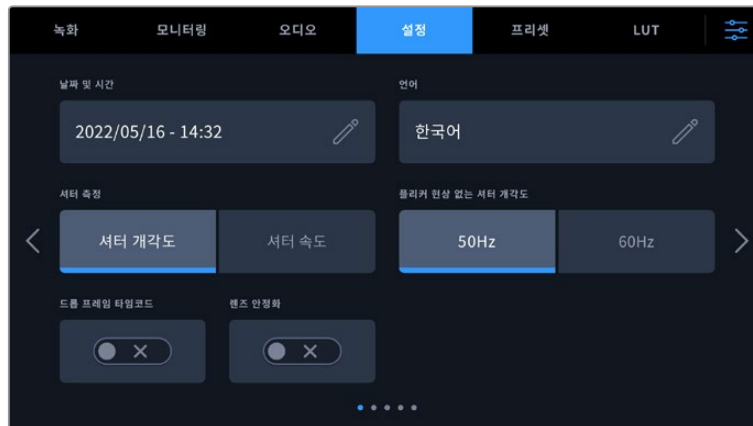 녹화 모니터링 오디오 설정 프리셋 LUT
날짜 및 시간 언어
2022/05/16 - 14:32 한국어
셔터 측정 플리커 현상 없는 셔터 개각도
셔터 개각도 셔터 속도 50Hz 60Hz
드롭 프레임 타임코드 렌즈 안정화